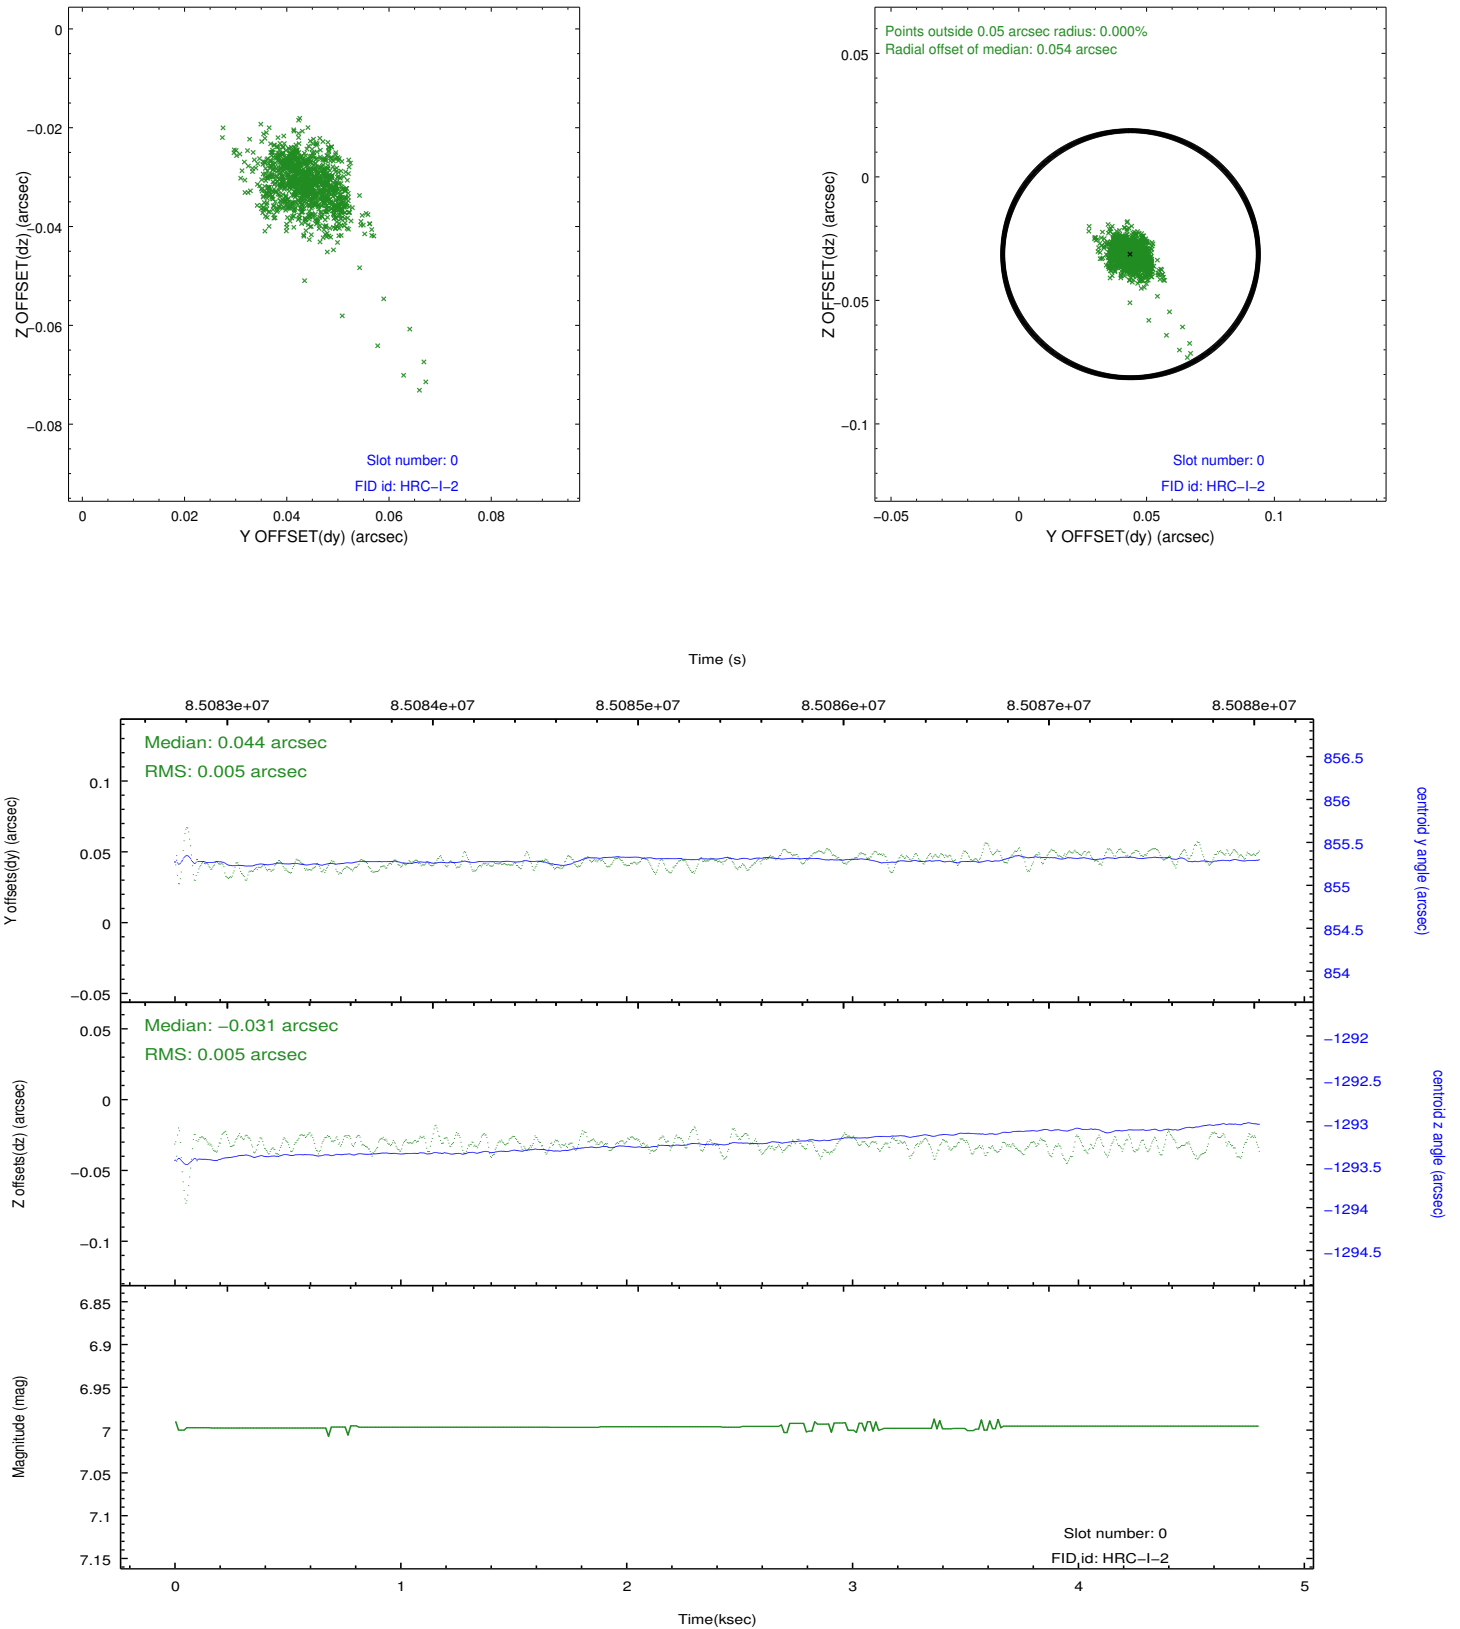 0
−0.02
−0.04
−0.06
−0.08
Z OFFSET(dz) (arcsec)
Slot number: 0
FID id: HRC−I−2
0 0.02 0.04 0.06 0.08
Y OFFSET(dy) (arcsec)
Points outside 0.05 arcsec radius: 0.000%
Radial offset of median: 0.054 arcsec
0.05
0
−0.05
−0.1
Z OFFSET(dz) (arcsec)
Slot number: 0
FID id: HRC−I−2
−0.05 0 0.05 0.1
Y OFFSET(dy) (arcsec)
Time (s)
8.5083e+07 8.5084e+07 8.5085e+07 8.5086e+07 8.5087e+07 8.5088e+07
Median: 0.044 arcsec
RMS: 0.005 arcsec
0.1
0.05
0
−0.05
Y offsets(dy) (arcsec)
856.5
856
855.5
855
854.5
854
centroid y angle (arcsec)
Median: −0.031 arcsec
RMS: 0.005 arcsec
0.05
0
−0.05
−0.1
Z offsets(dz) (arcsec)
−1292
−1292.5
−1293
−1293.5
−1294
−1294.5
centroid z angle (arcsec)
6.85
6.9
6.95
7
7.05
7.1
7.15
Magnitude (mag)
Slot number: 0
FID id: HRC−I−2
0 1 2 3 4 5
Time(ksec)